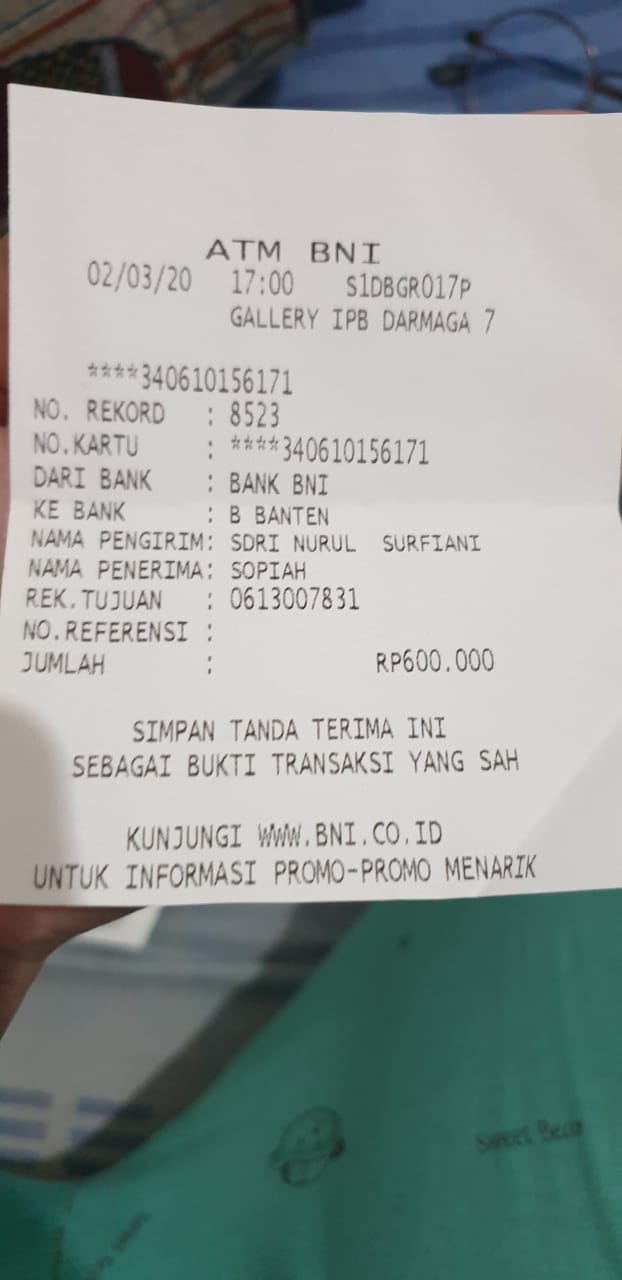 ATM BNI
02/03/20 17:00 S1DBGR017P
GALLERY IPB DARMAGA 7
****340610156171
NO. REKORD : 8523
NO.KARTU : ****340610156171
DARI BANK : BANK BNI
KE BANK : B BANTEN
NAMA PENGIRIM: SDRI NURUL SURFIANI
NAMA PENERIMA: SOPIAH
REK.TUJUAN : 0613007831
NO.REFERENSI :
JUMLAH : RP600.000
SIMPAN TANDA TERIMA INI
SEBAGAI BUKTI TRANSAKSI YANG SAH
KUNJUNGI WWW.BNI.CO.ID
UNTUK INFORMASI PROMO-PROMO MENARIK